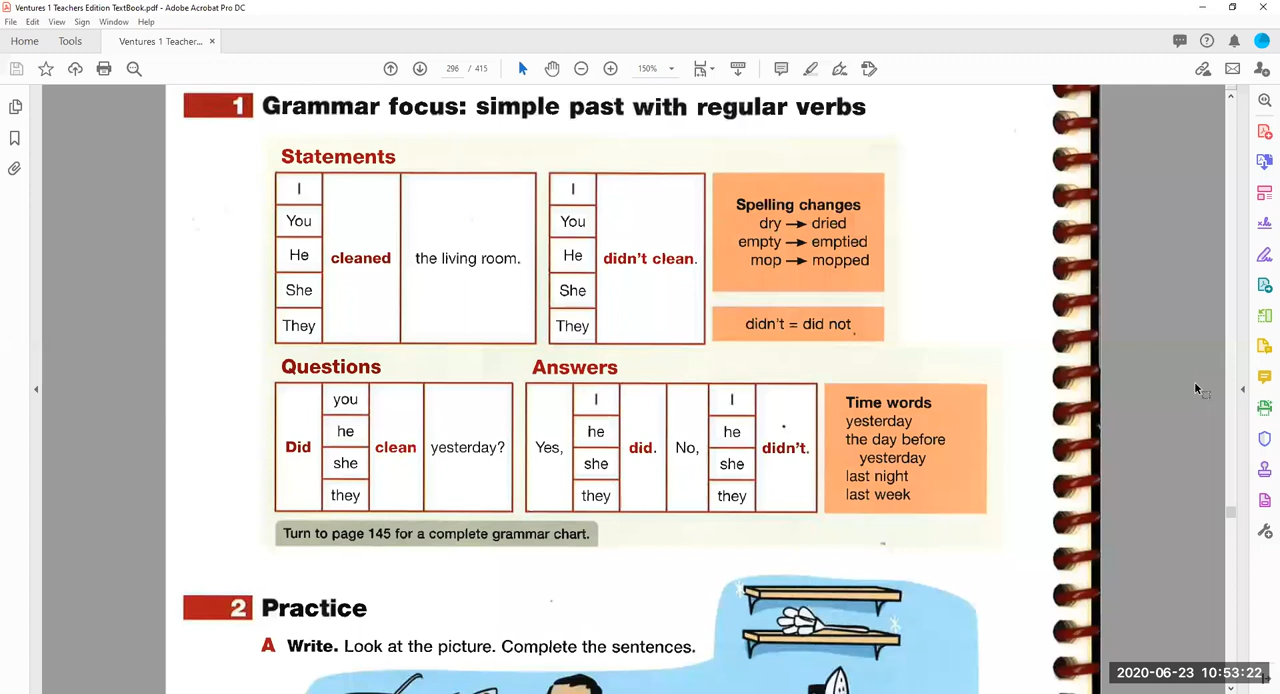 Ventures 1 Teachers Edition TextBook.pdf - Adobe Acrobat Pro DC
File Edit View Sign Window Help
Home Tools Ventures 1 Teacher... ×
296 / 415 150%
1 Grammar focus: simple past with regular verbs
Statements
I
You
He
She
They
cleaned
the living room.
I
You
He
She
They
didn't clean.
Spelling changes
dry → dried
empty → emptied
mop → mopped
didn't = did not
Questions
Did
you
he
she
they
clean
yesterday?
Answers
Yes,
I
he
she
they
did.
No,
I
he
she
they
didn't.
Time words
yesterday
the day before
yesterday
last night
last week
Turn to page 145 for a complete grammar chart.
2 Practice
A Write. Look at the picture. Complete the sentences.
2020-06-23 10:53:22